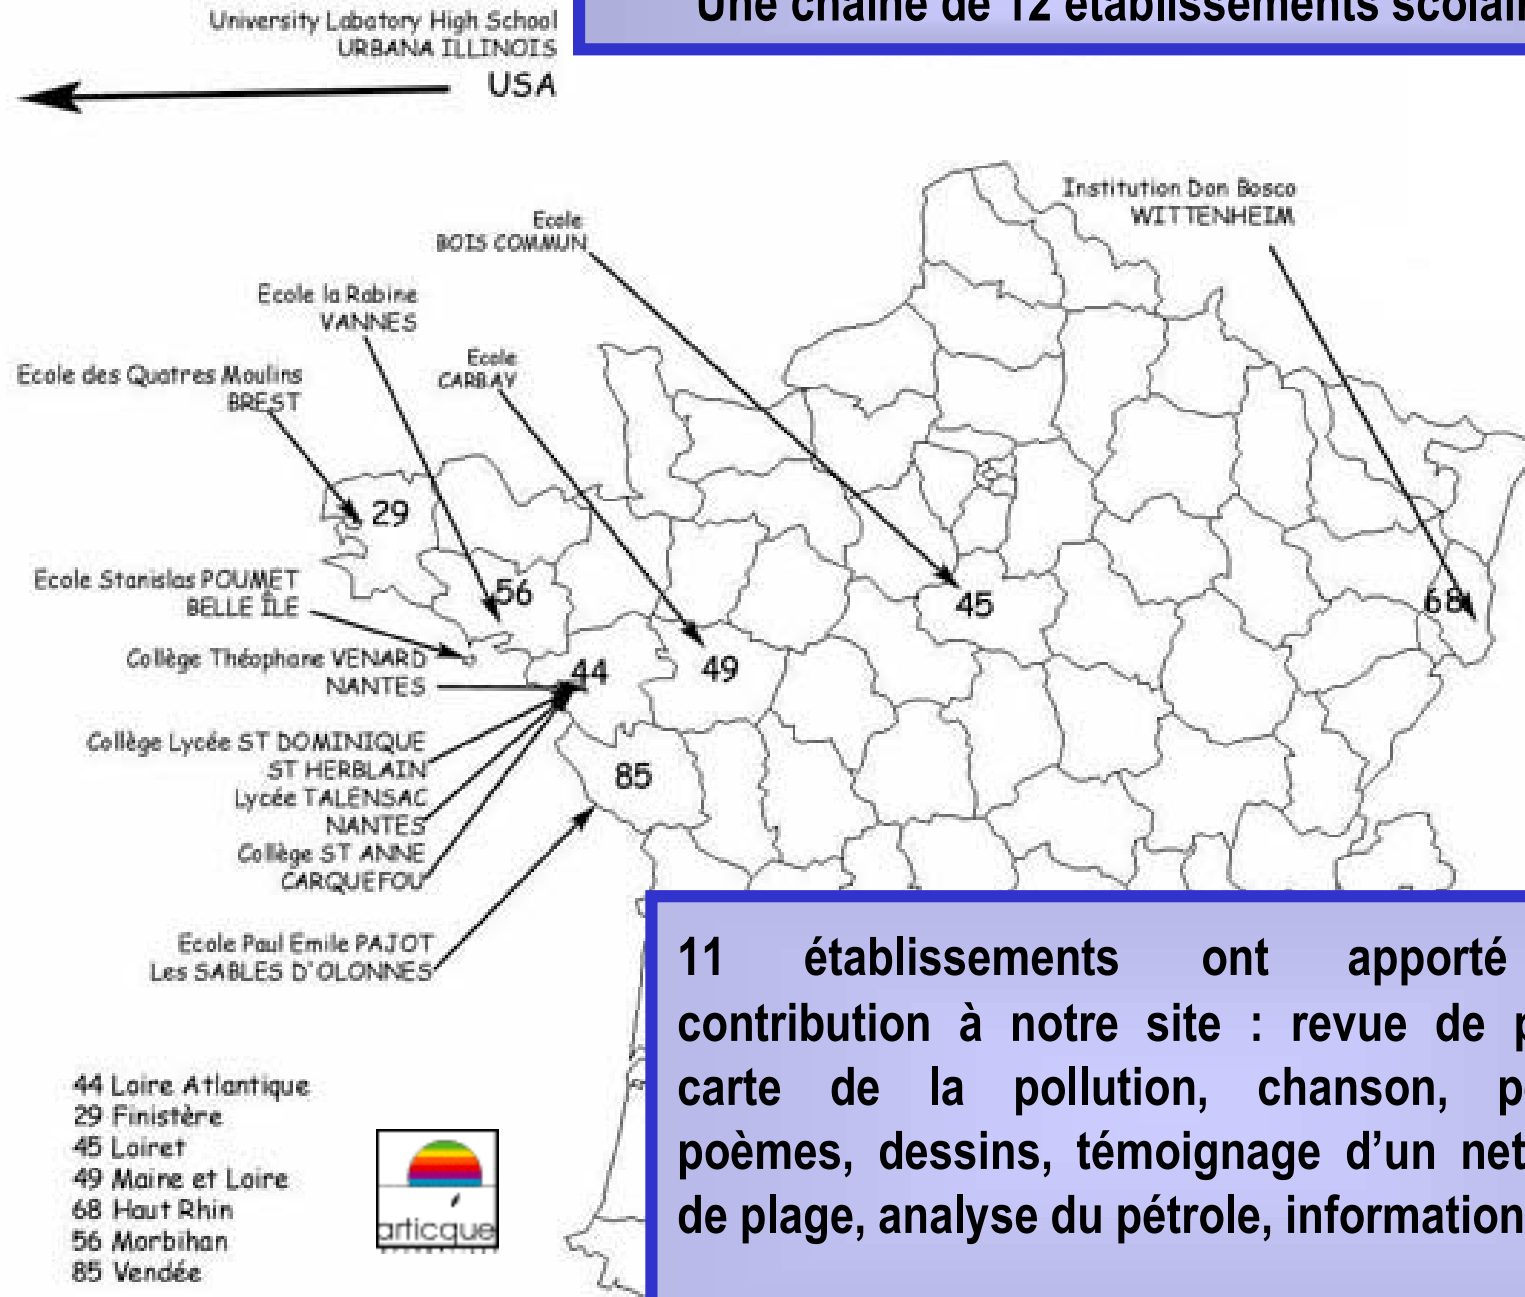 Une chaîne de 12 établissements scolair
University Labatory High School
URBANA ILLINOIS
USA
Institution Don Bosco
WITTENHEIM
Ecole
BOIS COMMUN
Ecole la Rabine
VANNES
Ecole
CARBAY
Ecole des Quatres Moulins
BREST
29
Ecole Stanislas POUMET
BELLE ÎLE
56
45
68
Collège Théophane VENARD
NANTES
44
49
Collège Lycée ST DOMINIQUE
ST HERBLAIN
85
Lycée TALENSAC
NANTES
Collège ST ANNE
CARQUEFOU
Ecole Paul Emile PAJOT
Les SABLES D'OLONNES
11 établissements ont apporté
contribution à notre site : revue de p
carte de la pollution, chanson, p
poèmes, dessins, témoignage d’un net
de plage, analyse du pétrole, information
44 Loire Atlantique
29 Finistère
45 Loiret
49 Maine et Loire
68 Haut Rhin
56 Morbihan
85 Vendée
articque